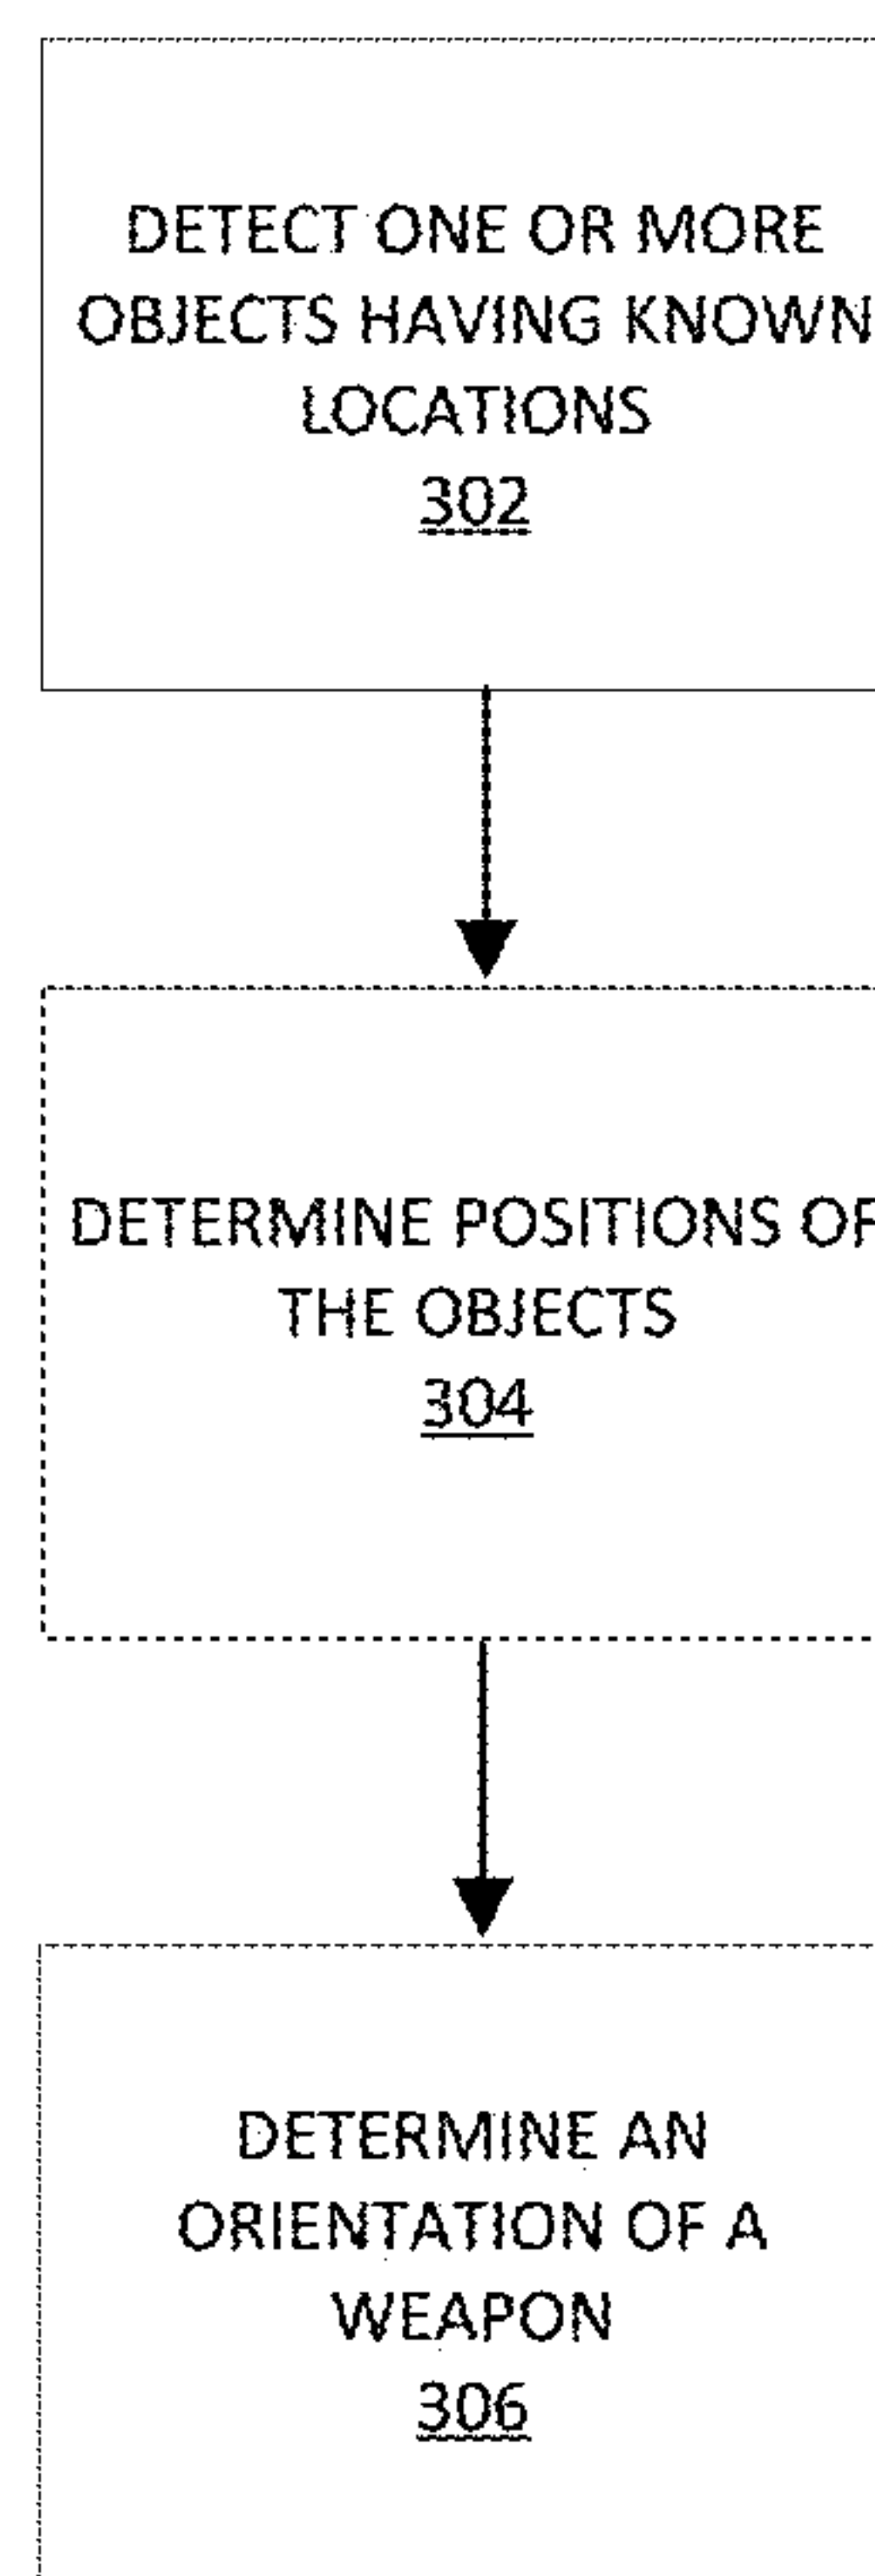 DETECT ONE OR MORE
OBJECTS HAVING KNOWN
LOCATIONS
302
DETERMINE POSITIONS OF
THE OBJECTS
304
DETERMINE AN
ORIENTATION OF A
WEAPON
306